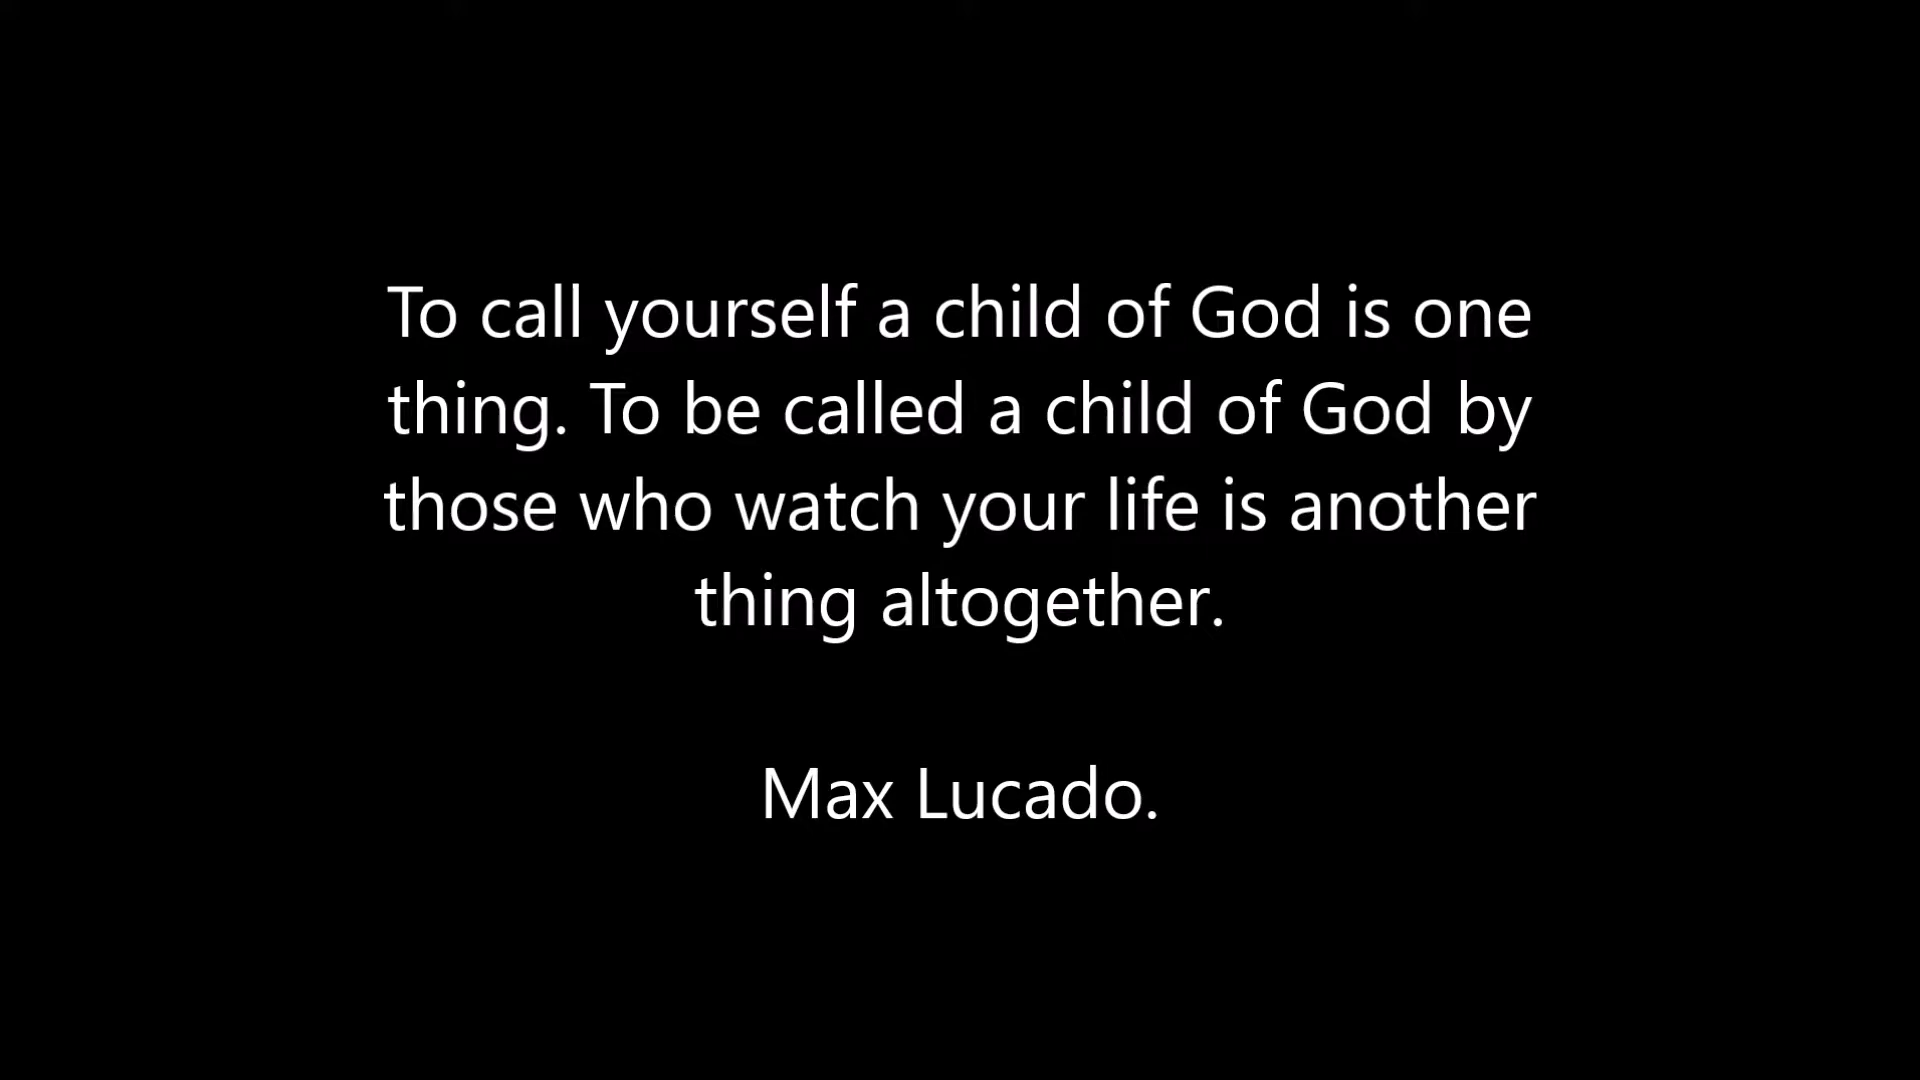 To call yourself a child of God is one
thing. To be called a child of God by
those who watch your life is another
thing altogether.
Max Lucado.